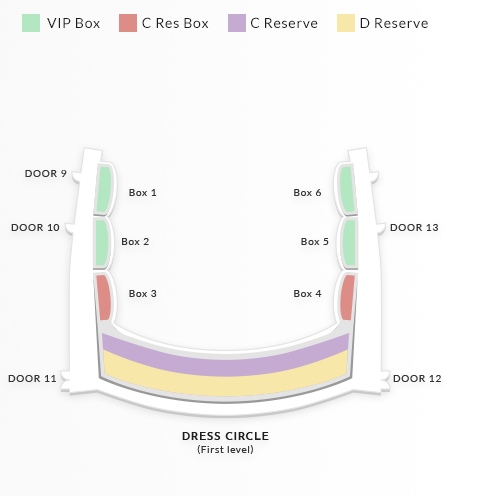 VIP Box C Res Box C Reserve D Reserve
DOOR 9
Box 1 Box 6
DOOR 10 DOOR 13
Box 2 Box 5
Box 3 Box 4
DOOR 11 DOOR 12
DRESS CIRCLE
(First level)